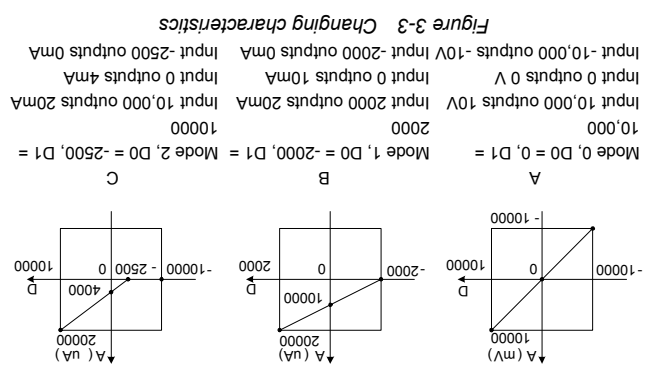 A ( mV )
10000
-10000
0
10000
D
- 10000
A
Mode 0, D0 = 0, D1 =
10,000
Input 10,000 outputs 10V
Input 0 outputs 0 V
Input -10,000 outputs -10V
A ( uA )
20000
10000
-2000
0
2000
D
B
Mode 1, D0 = -2000, D1 =
2000
Input 2000 outputs 20mA
Input 0 outputs 10mA
Input -2000 outputs 0mA
A ( uA )
20000
4000
-10000
- 2500
0
10000
D
C
Mode 2, D0 = -2500, D1 =
10000
Input 10,000 outputs 20mA
Input 0 outputs 4mA
Input -2500 outputs 0mA
Figure 3-3 Changing characteristics